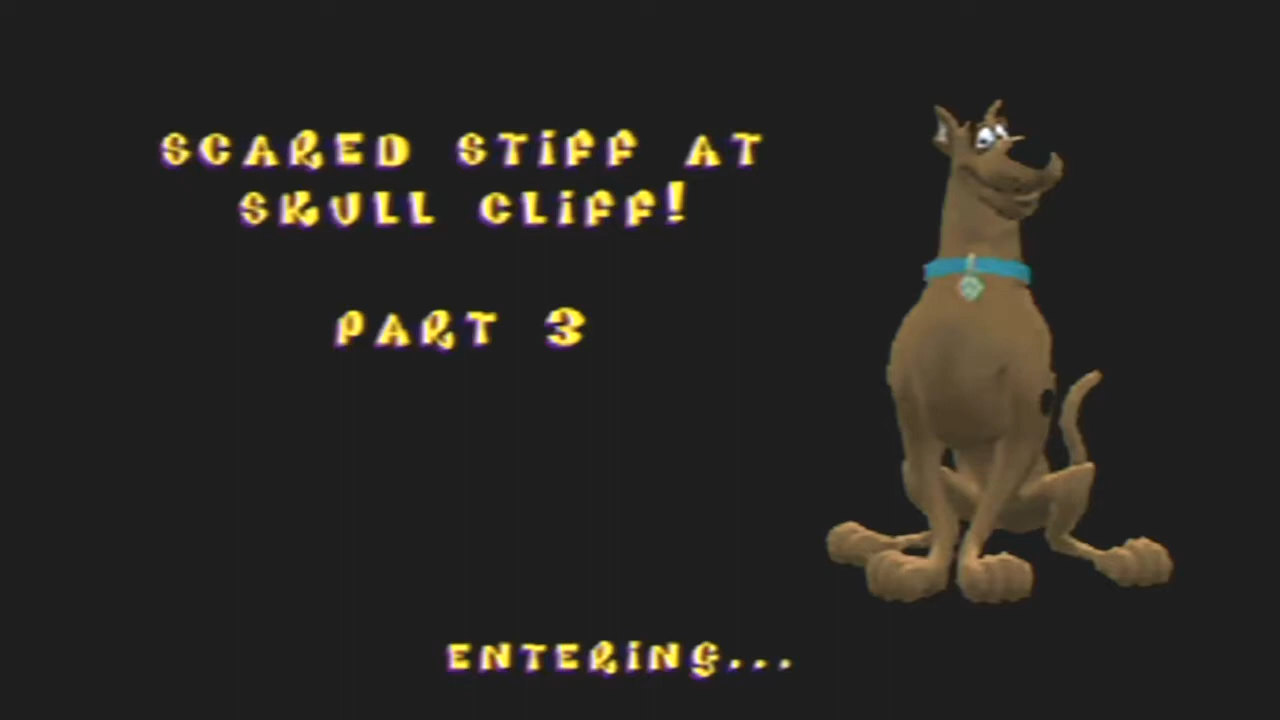 SCARED STiFF AT
SKULL CLiFF!
PART 3
ENTERiNG...